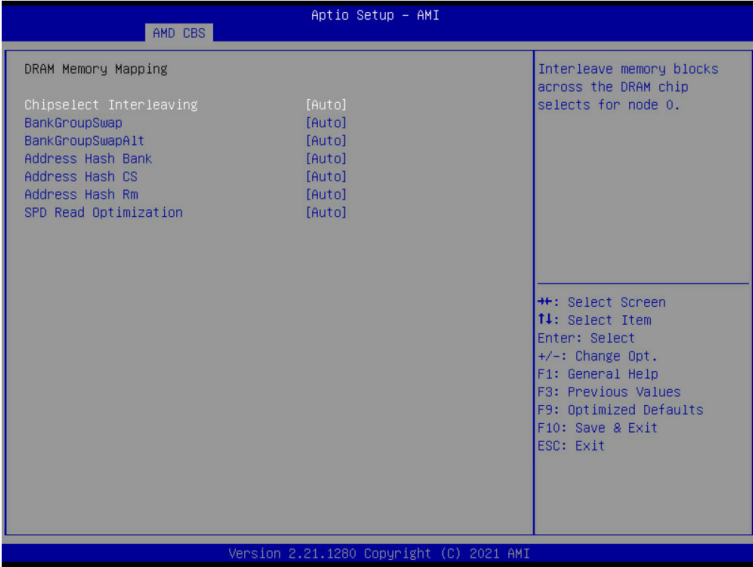 Aptio Setup – AMI
AMD CBS
DRAM Memory Mapping
Chipselect Interleaving [Auto]
BankGroupSwap [Auto]
BankGroupSwapAlt [Auto]
Address Hash Bank [Auto]
Address Hash CS [Auto]
Address Hash Rm [Auto]
SPD Read Optimization [Auto]
Interleave memory blocks
across the DRAM chip
selects for node 0.
→←: Select Screen
↑↓: Select Item
Enter: Select
+/-: Change Opt.
F1: General Help
F3: Previous Values
F9: Optimized Defaults
F10: Save & Exit
ESC: Exit
Version 2.21.1280 Copyright (C) 2021 AMI